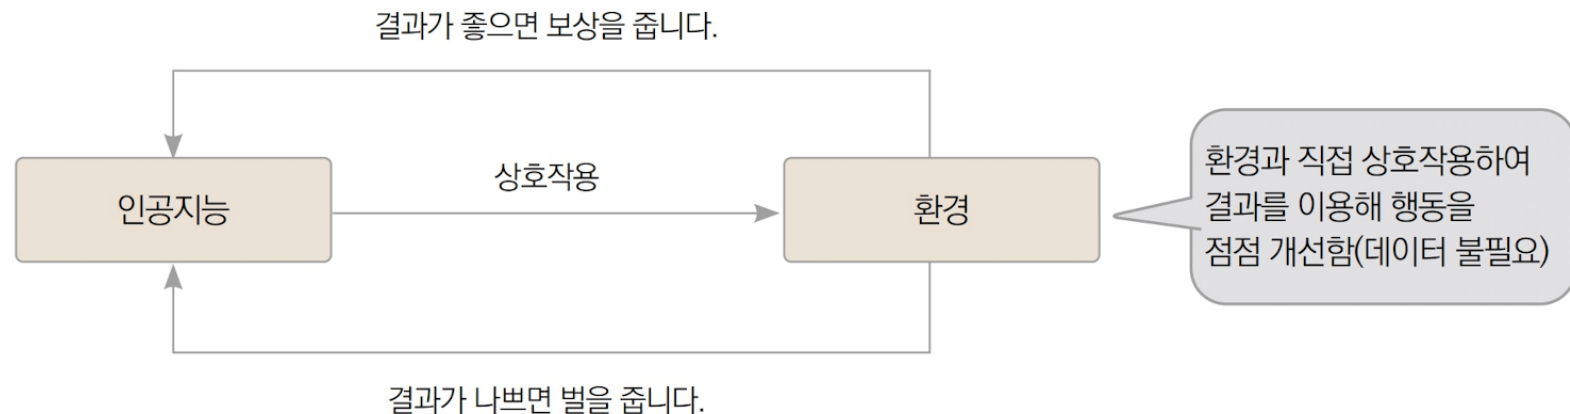 결과가 좋으면 보상을 줍니다.
인공지능
상호작용
환경
환경과 직접 상호작용하여
결과를 이용해 행동을
점점 개선함(데이터 불필요)
결과가 나쁘면 벌을 줍니다.